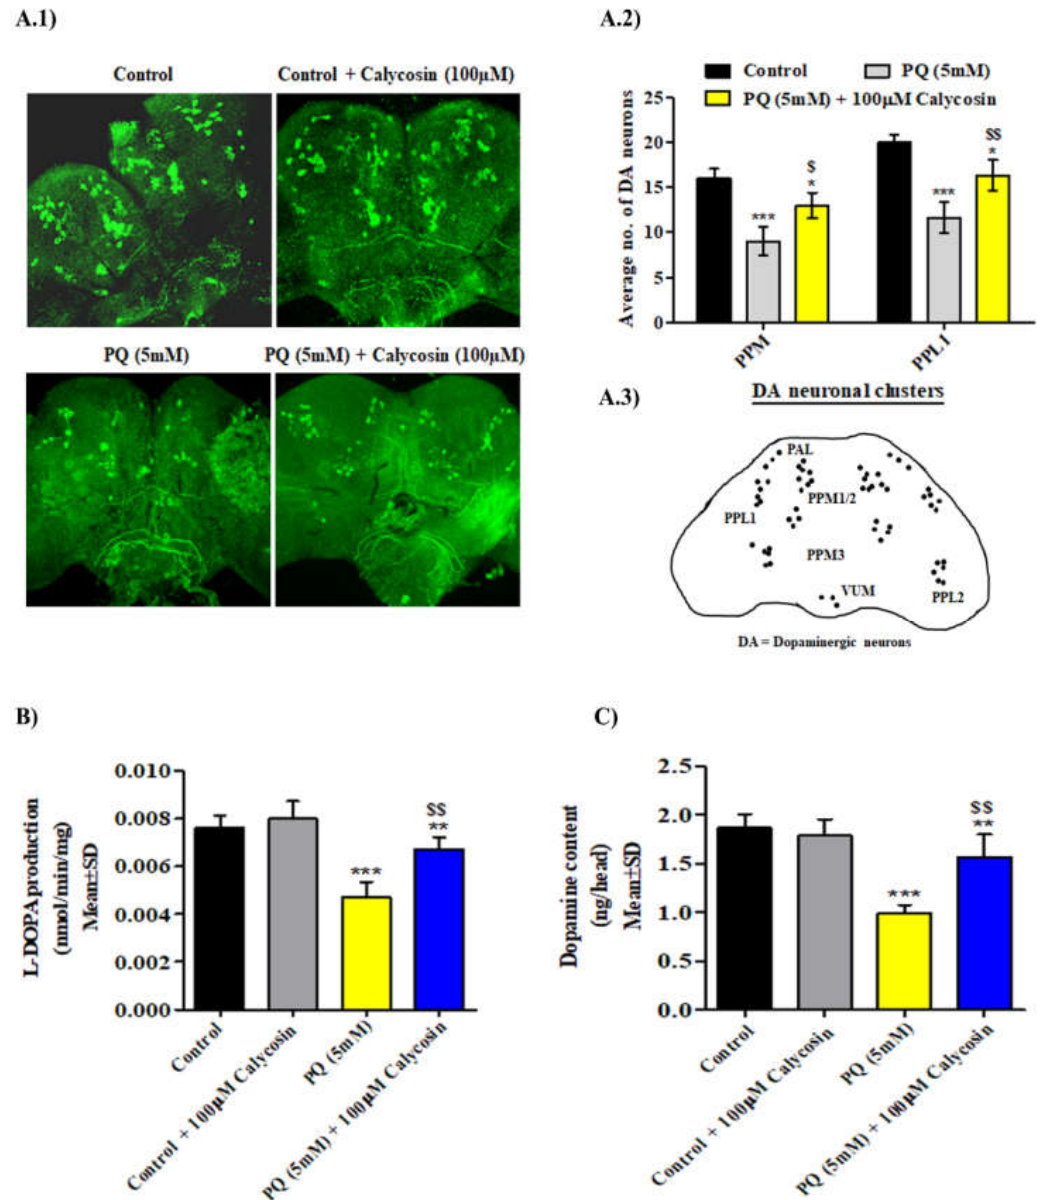 A.1)
Control
Control + Calycosin (100µM)
PQ (5mM)
PQ (5mM) + Calycosin (100µM)
A.2)
Control
PQ (5mM)
PQ (5mM) + 100µM Calycosin
Average no. of DA neurons
25
20
15
10
5
0
***
$
*
***
$$
*
PPM
PPL1
A.3)
DA neuronal clusters
PAL
PPM1/2
PPL1
PPM3
VUM
PPL2
DA = Dopaminergic neurons
B)
L-DOPA production
(nmol/min/mg)
Mean±SD
0.010
0.008
0.006
0.004
0.002
0.000
***
$$
**
Control
Control + 100µM Calycosin
PQ (5mM)
PQ (5mM) + 100µM Calycosin
C)
Dopamine content
(ng/head)
Mean±SD
2.5
2.0
1.5
1.0
0.5
0.0
***
$$
**
Control
Control + 100µM Calycosin
PQ (5mM)
PQ (5mM) + 100µM Calycosin